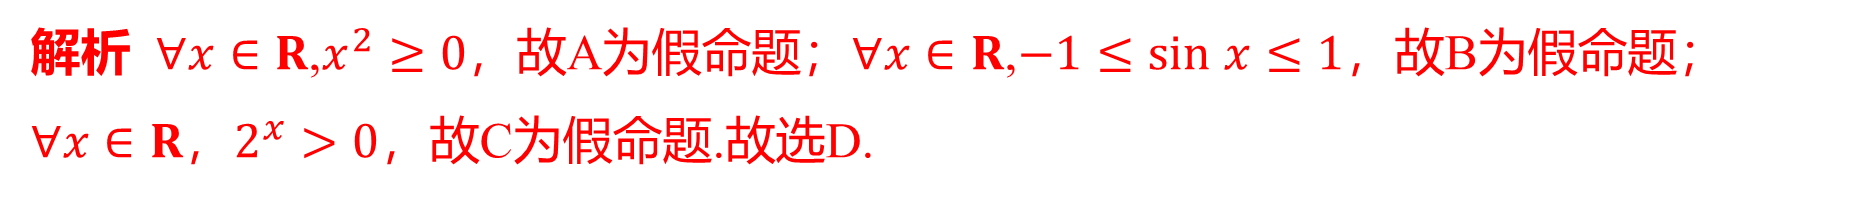 解析 ∀x ∈ R,x² ≥ 0，故A为假命题；∀x ∈ R,−1 ≤ sin x ≤ 1，故B为假命题；
∀x ∈ R，2ˣ > 0，故C为假命题.故选D.